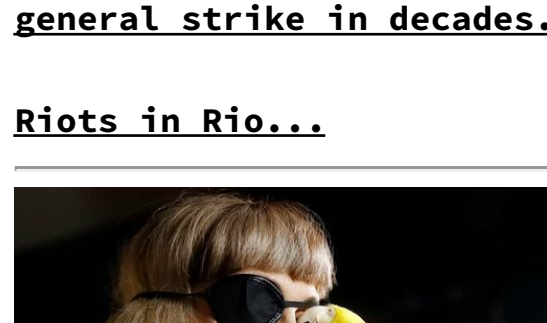 general strike in decades.
Riots in Rio...